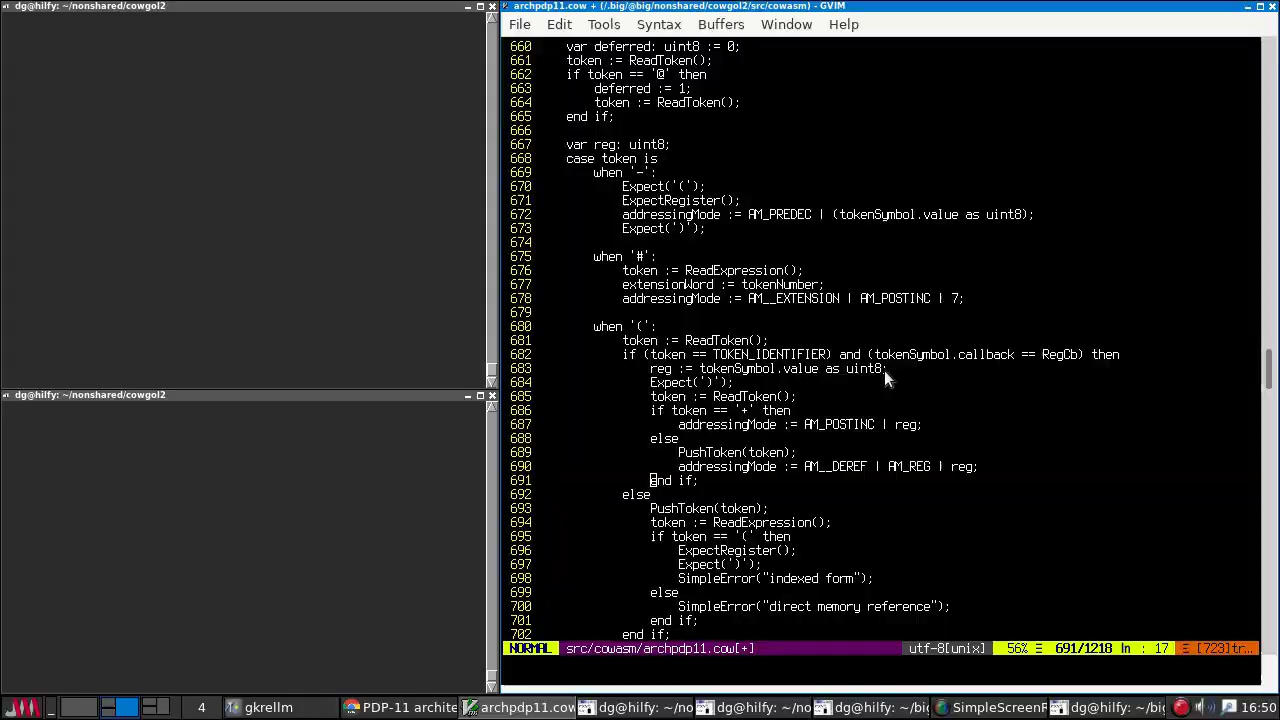 dg@hilfy: ~/nonshared/cowgol2
archpdp11.cow + (/.big/@big/nonshared/cowgol2/src/cowasm) - GVIM
File Edit Tools Syntax Buffers Window Help
660 var deferred: uint8 := 0;
661 token := ReadToken();
662 if token == '@' then
663 deferred := 1;
664 token := ReadToken();
665 end if;
666
667 var reg: uint8;
668 case token is
669 when '-':
670 Expect('(');
671 ExpectRegister();
672 addressingMode := AM_PREDEC | (tokenSymbol.value as uint8);
673 Expect(')');
674
675 when '#':
676 token := ReadExpression();
677 extensionWord := tokenNumber;
678 addressingMode := AM__EXTENSION | AM_POSTINC | 7;
679
680 when '(':
681 token := ReadToken();
682 if (token == TOKEN_IDENTIFIER) and (tokenSymbol.callback == RegCb) then
683 reg := tokenSymbol.value as uint8;
684 Expect(')');
685 token := ReadToken();
686 if token == '+' then
687 addressingMode := AM_POSTINC | reg;
688 else
689 PushToken(token);
690 addressingMode := AM__DEREF | AM_REG | reg;
691 end if;
692 else
693 PushToken(token);
694 token := ReadExpression();
695 if token == '(' then
696 ExpectRegister();
697 Expect(')');
698 SimpleError("indexed form");
699 else
700 SimpleError("direct memory reference");
701 end if;
702 end if;
NORMAL src/cowasm/archpdp11.cow[+] utf-8[unix] 56% ☰ 691/1218 ln : 17 Ξ [723]tr…
dg@hilfy: ~/nonshared/cowgol2
4 gkrellm PDP-11 archite archpdp11.cow dg@hilfy: ~/no dg@hilfy: ~/no dg@hilfy: ~/big SimpleScreenR dg@hilfy: ~/big 16:50